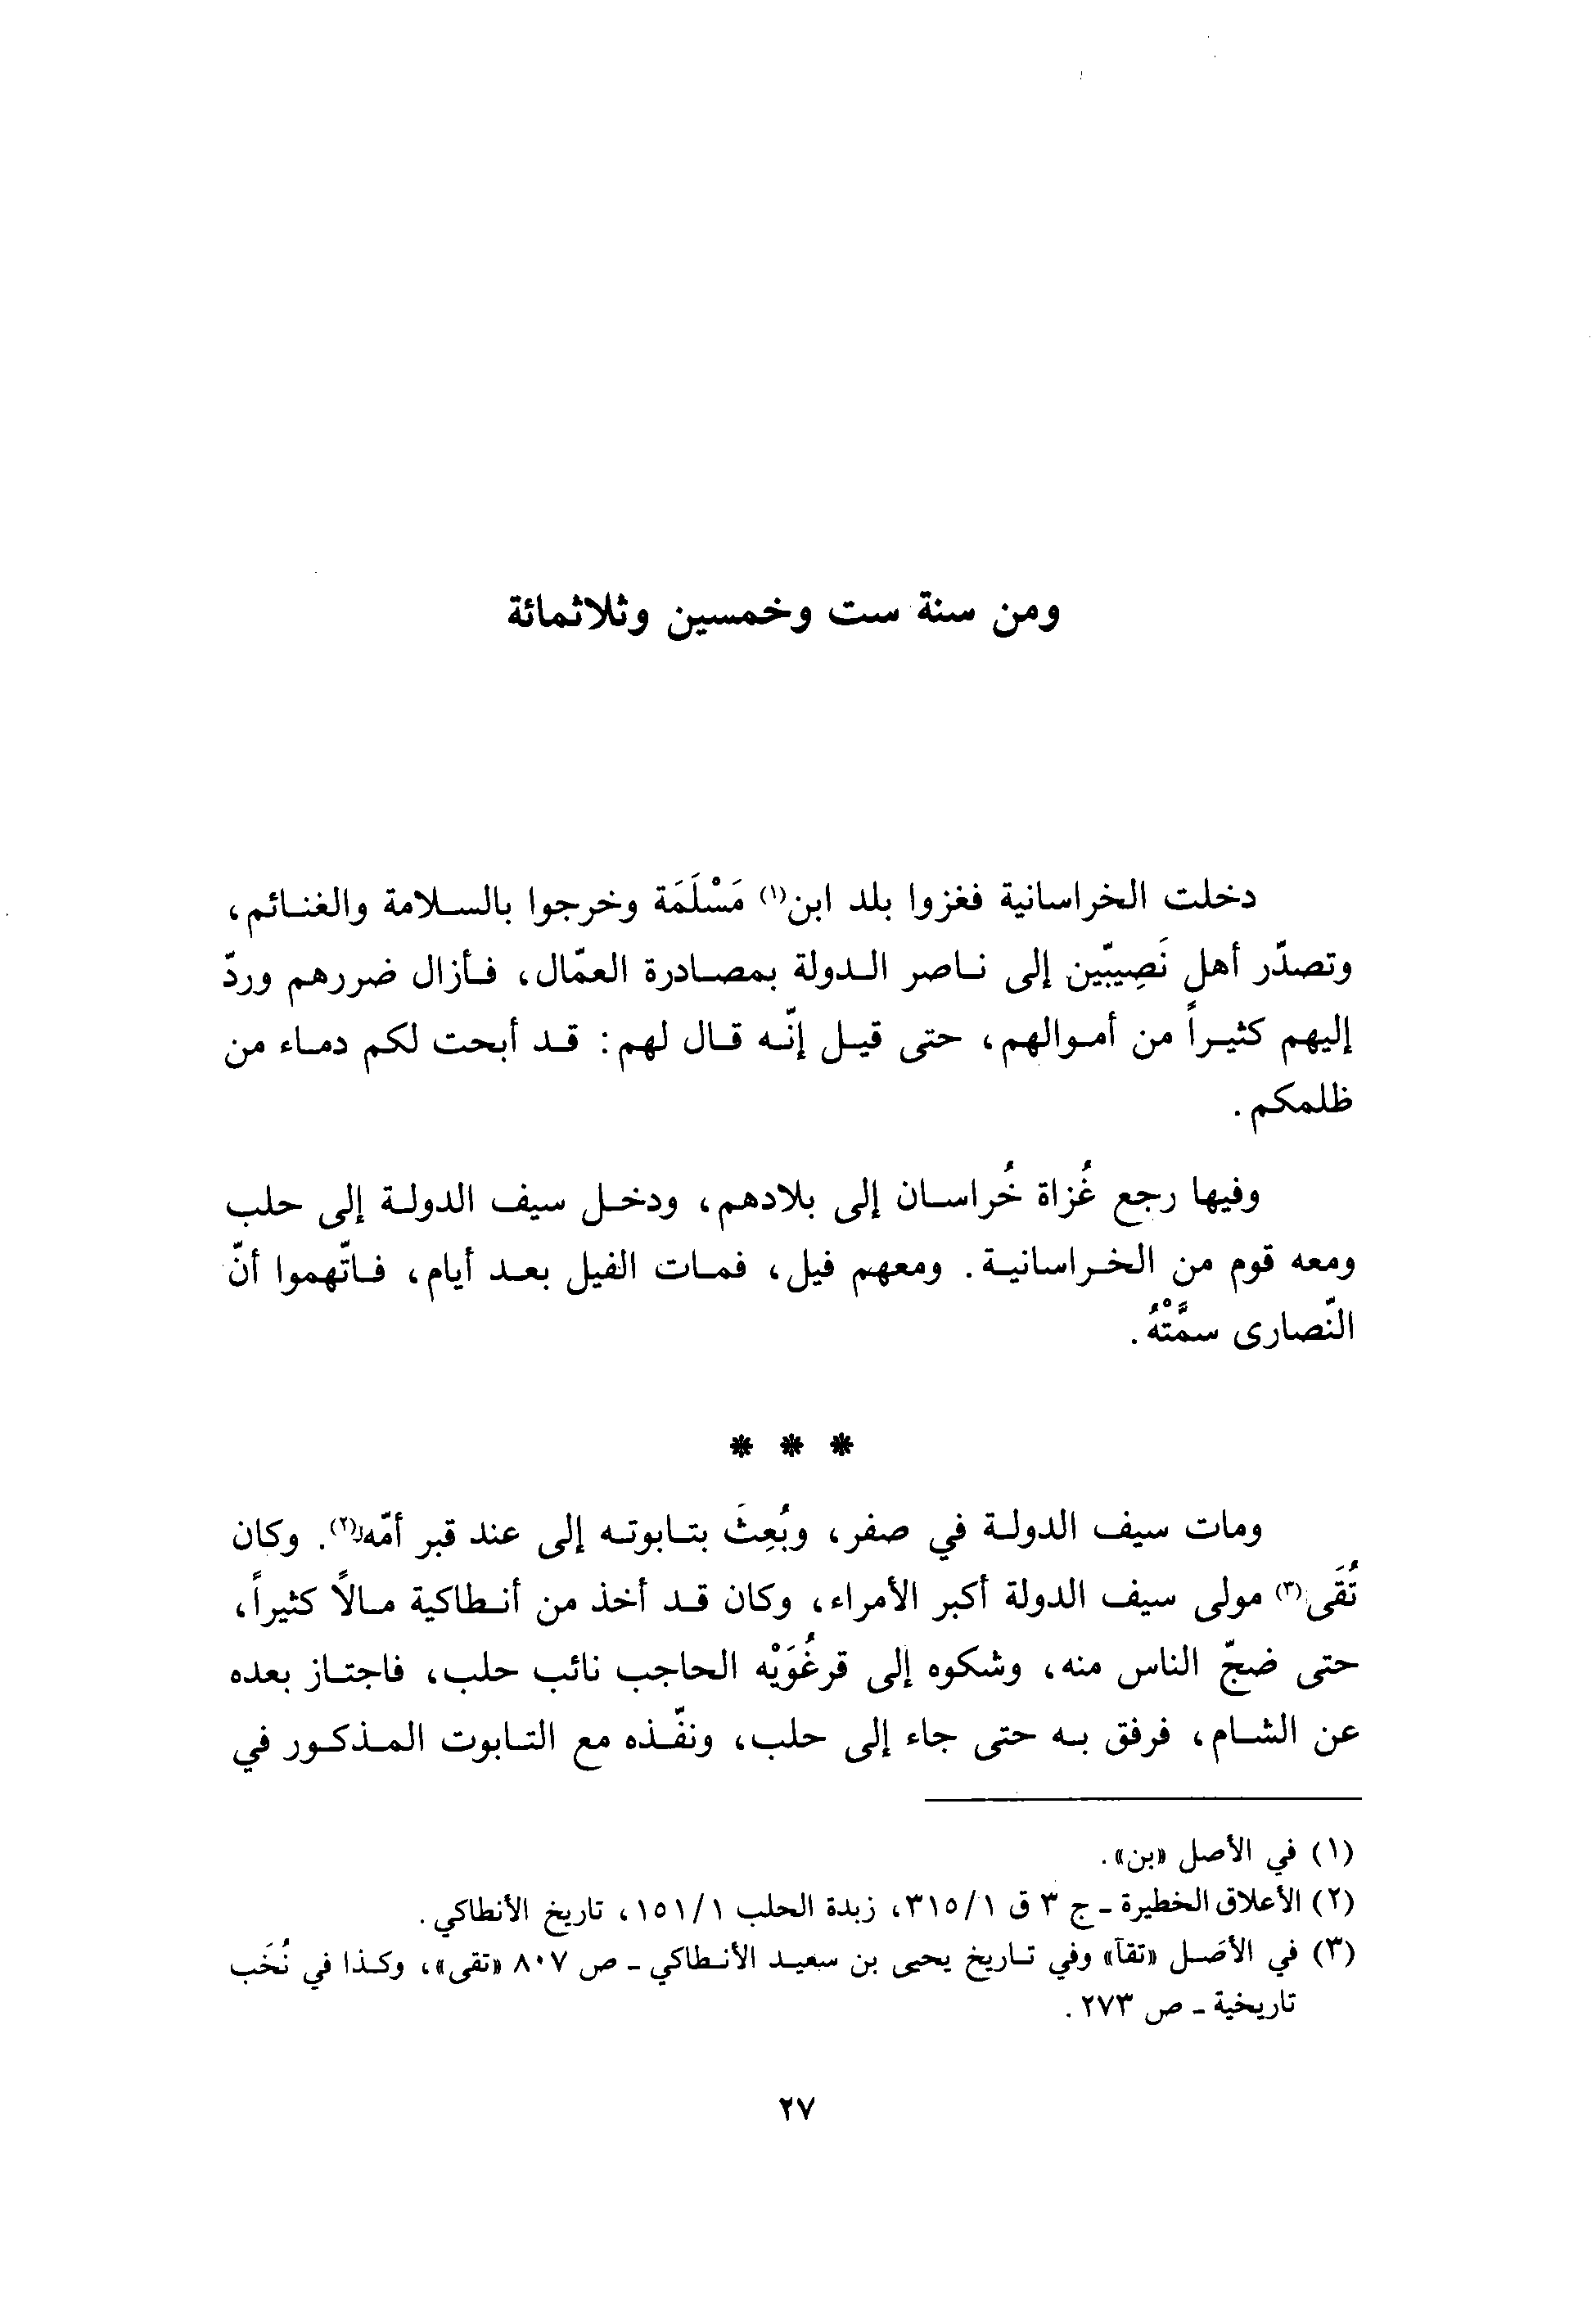 ومن سنة ست وخمسين وثلاثمائة
دخلت الخراسانية فغزوا بلد ابن(١) مَسْلَمَة وخرجوا بالسلامة والغنائم،
وتصدّر أهل نَصِيبّين إلى ناصر الدولة بمصادرة العمّال، فأزال ضررهم وردّ
إليهم كثيراً من أموالهم، حتى قيل إنّه قال لهم: قد أبحت لكم دماء من
ظلمكم.
وفيها رجع غُزاة خُراسان إلى بلادهم، ودخل سيف الدولة إلى حلب
ومعه قوم من الخراسانية. ومعهم فيل، فمات الفيل بعد أيام، فاتّهموا أنّ
النّصارى سمَّتْهُ.
* * *
ومات سيف الدولة في صفر، وبُعِثَ بتابوته إلى عند قبر أمّه(٢). وكان
تُقَى(٣) مولى سيف الدولة أكبر الأمراء، وكان قد أخذ من أنطاكية مالاً كثيراً،
حتى ضجّ الناس منه، وشكوه إلى قرغُوَيْه الحاجب نائب حلب، فاجتاز بعده
عن الشام، فرفق به حتى جاء إلى حلب، ونفّذه مع التابوت المذكور في
(١) في الأصل «بن».
(٢) الأعلاق الخطيرة - ج ٣ ق ٣١٥/١، زبدة الحلب ١٥١/١، تاريخ الأنطاكي.
(٣) في الأصل «تقآ» وفي تاريخ يحيى بن سعيد الأنطاكي - ص ٨٠٧ «تقى»، وكذا في نُخَب
تاريخية - ص ٢٧٣.
٢٧